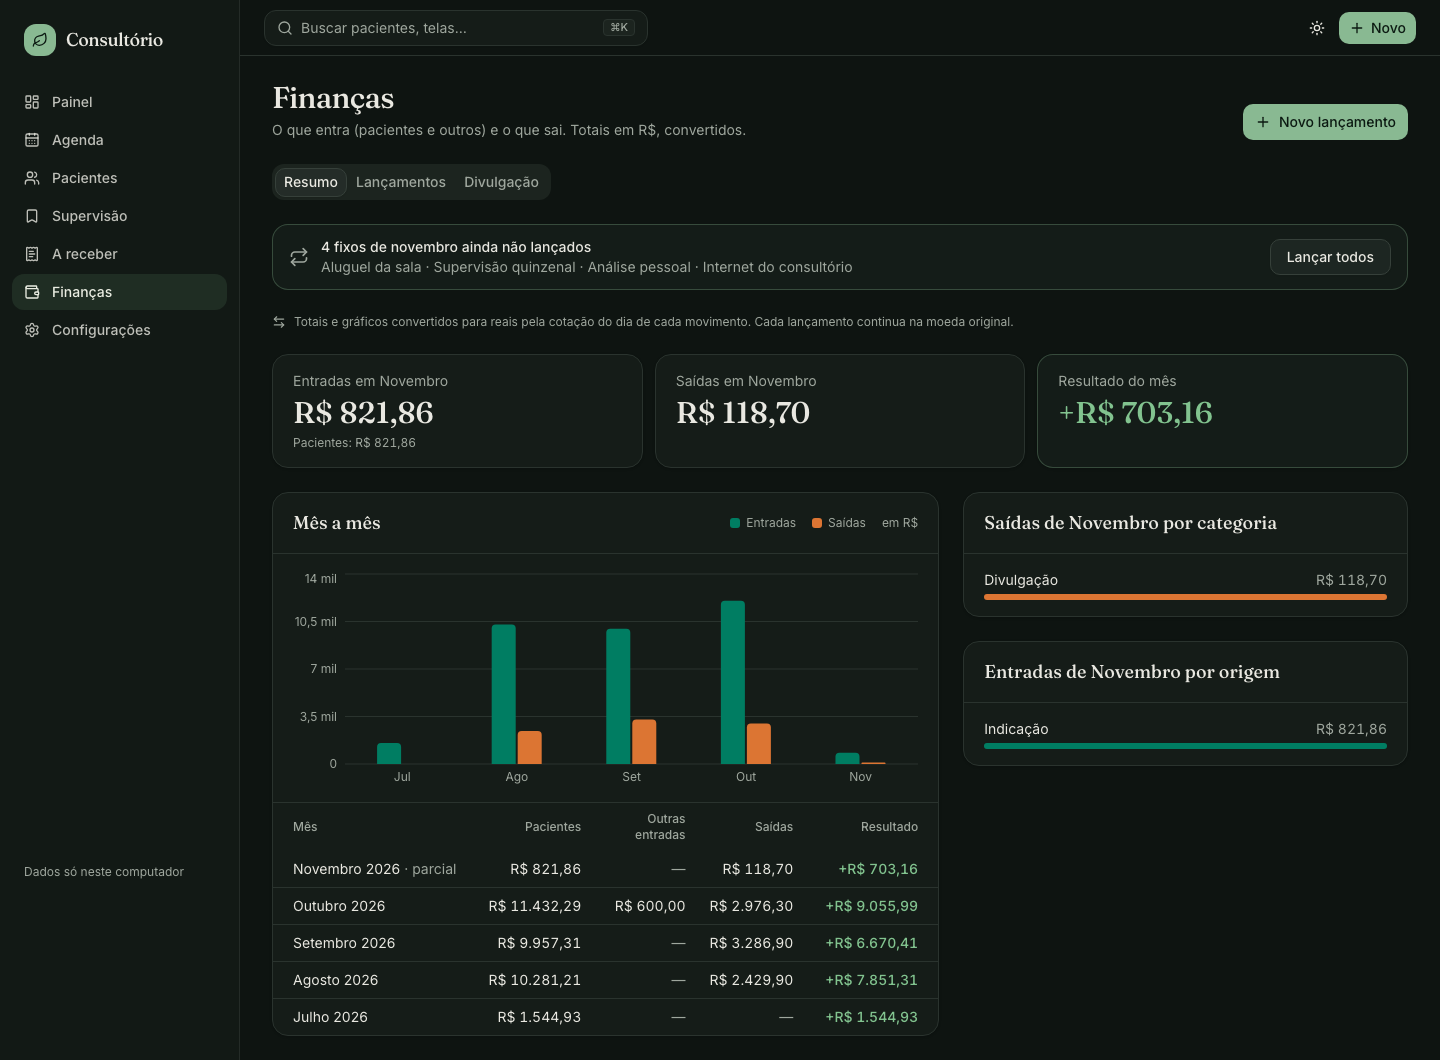 Consultório
Buscar pacientes, telas...
⌘K
Novo
Painel
Agenda
Pacientes
Supervisão
A receber
Finanças
Configurações
Dados só neste computador
Finanças
O que entra (pacientes e outros) e o que sai. Totais em R$, convertidos.
Novo lançamento
Resumo
Lançamentos
Divulgação
4 fixos de novembro ainda não lançados
Aluguel da sala · Supervisão quinzenal · Análise pessoal · Internet do consultório
Lançar todos
Totais e gráficos convertidos para reais pela cotação do dia de cada movimento. Cada lançamento continua na moeda original.
Entradas em Novembro
R$ 821,86
Pacientes: R$ 821,86
Saídas em Novembro
R$ 118,70
Resultado do mês
+R$ 703,16
Mês a mês
Entradas
Saídas
em R$
14 mil
10,5 mil
7 mil
3,5 mil
0
Jul Ago Set Out Nov
Mês Pacientes Outras entradas Saídas Resultado
Novembro 2026 · parcial R$ 821,86 — R$ 118,70 +R$ 703,16
Outubro 2026 R$ 11.432,29 R$ 600,00 R$ 2.976,30 +R$ 9.055,99
Setembro 2026 R$ 9.957,31 — R$ 3.286,90 +R$ 6.670,41
Agosto 2026 R$ 10.281,21 — R$ 2.429,90 +R$ 7.851,31
Julho 2026 R$ 1.544,93 — — +R$ 1.544,93
Saídas de Novembro por categoria
Divulgação R$ 118,70
Entradas de Novembro por origem
Indicação R$ 821,86